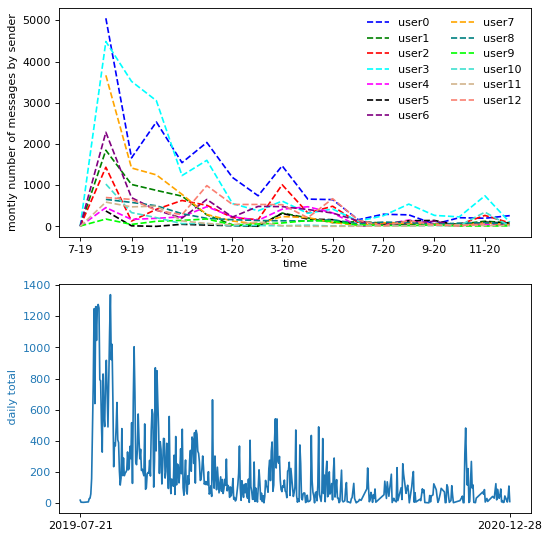 montly number of messages by sender
5000
4000
3000
2000
1000
0
user0
user1
user2
user3
user4
user5
user6
user7
user8
user9
user10
user11
user12
7-19 9-19 11-19 1-20 3-20 5-20 7-20 9-20 11-20
time
daily total
1400
1200
1000
800
600
400
200
0
2019-07-21 2020-12-28